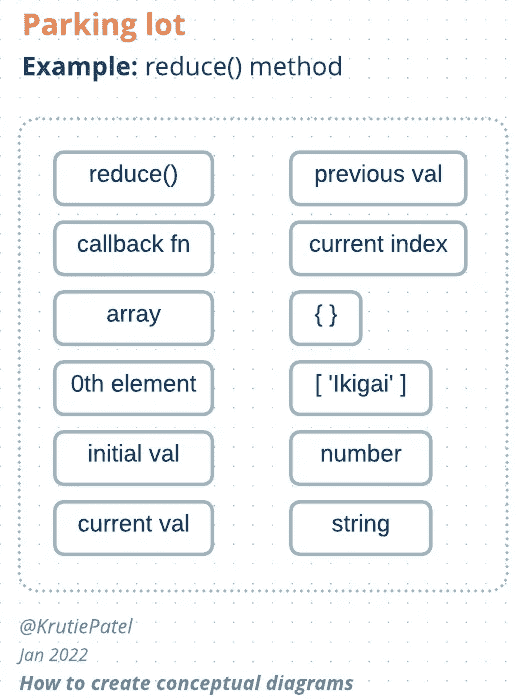 Parking lot
Example: reduce() method
reduce()
callback fn
array
0th element
initial val
current val
previous val
current index
{ }
[ 'Ikigai' ]
number
string
@KrutiePatel
Jan 2022
How to create conceptual diagrams